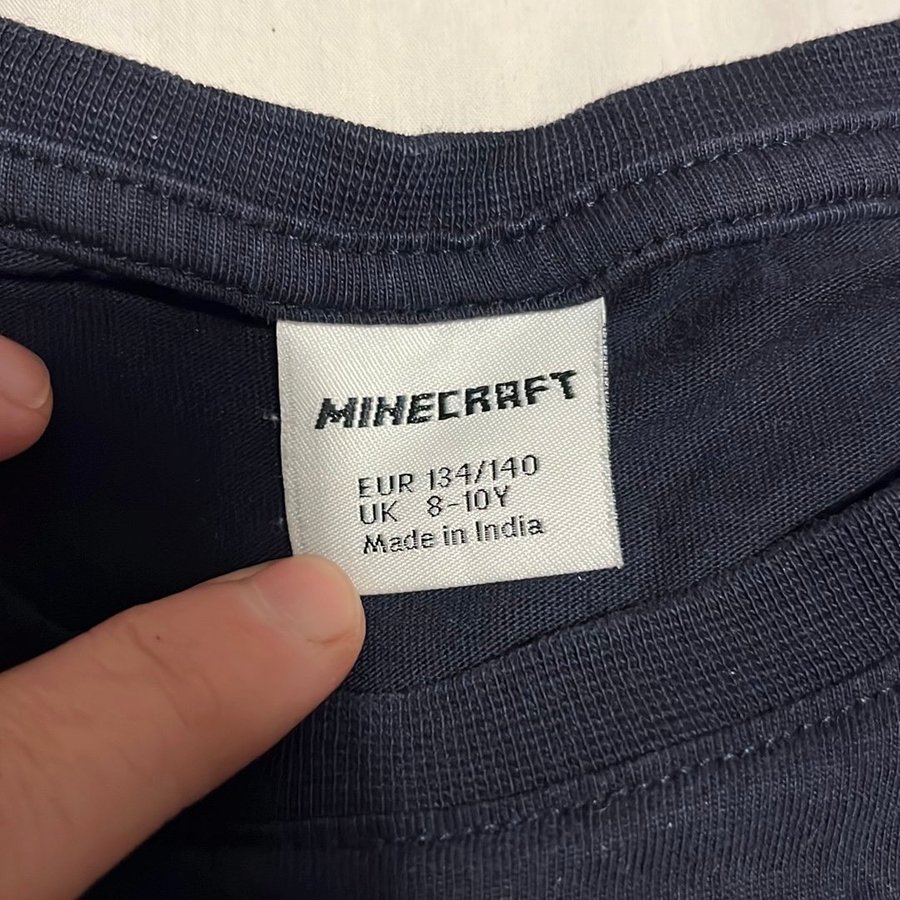 MINECRAFT
EUR 134/140
UK 8-10Y
Made in India